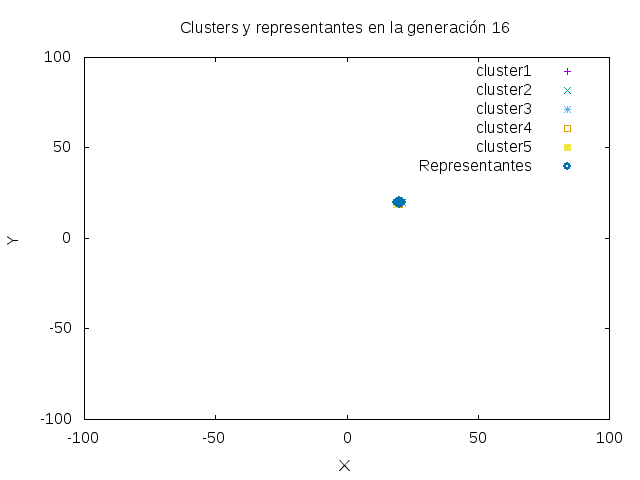 Clusters y representantes en la generación 16
100
50
0
-50
-100
-100 -50 0 50 100
X
Y
cluster1
cluster2
cluster3
cluster4
cluster5
Representantes